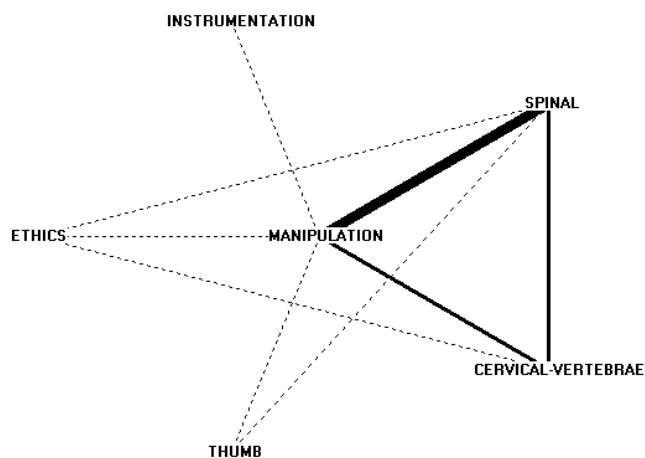 INSTRUMENTATION
SPINAL
ETHICS
MANIPULATION
CERVICAL-VERTEBRAE
THUMB